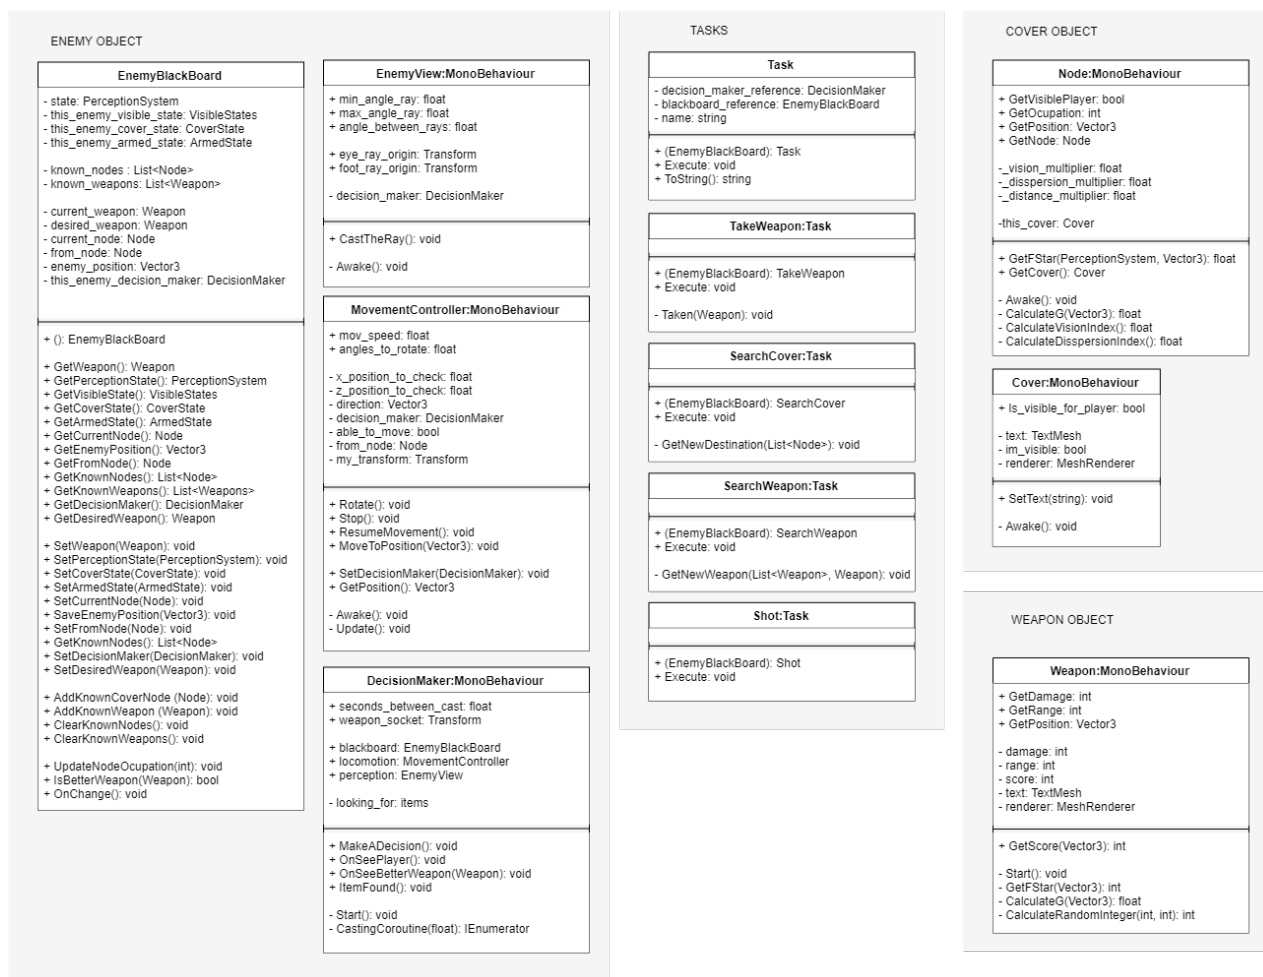 ENEMY OBJECT
EnemyBlackBoard
- state: PerceptionSystem
- this_enemy_visible_state: VisibleStates
- this_enemy_cover_state: CoverState
- this_enemy_armed_state: ArmedState
- known_nodes : List<Node>
- known_weapons: List<Weapon>
- current_weapon: Weapon
- desired_weapon: Weapon
- current_node: Node
- from_node: Node
- enemy_position: Vector3
- this_enemy_decision_maker: DecisionMaker
+ (): EnemyBlackBoard
+ GetWeapon(): Weapon
+ GetPerceptionState(): PerceptionSystem
+ GetVisibleState(): VisibleStates
+ GetCoverState(): CoverState
+ GetArmedState(): ArmedState
+ GetCurrentNode(): Node
+ GetEnemyPosition(): Vector3
+ GetFromNode(): Node
+ GetKnownNodes(): List<Node>
+ GetKnownWeapons(): List<Weapons>
+ GetDecisionMaker(): DecisionMaker
+ GetDesiredWeapon(): Weapon
+ SetWeapon(Weapon): void
+ SetPerceptionState(PerceptionSystem): void
+ SetCoverState(CoverState): void
+ SetArmedState(ArmedState): void
+ SetCurrentNode(Node): void
+ SaveEnemyPosition(Vector3): void
+ SetFromNode(Node): void
+ GetKnownNodes(): List<Node>
+ SetDecisionMaker(DecisionMaker): void
+ SetDesiredWeapon(Weapon): void
+ AddKnownCoverNode (Node): void
+ AddKnownWeapon (Weapon): void
+ ClearKnownNodes(): void
+ ClearKnownWeapons(): void
+ UpdateNodeOcupation(int): void
+ IsBetterWeapon(Weapon): bool
+ OnChange(): void
EnemyView:MonoBehaviour
+ min_angle_ray: float
+ max_angle_ray: float
+ angle_between_rays: float
+ eye_ray_origin: Transform
+ foot_ray_origin: Transform
- decision_maker: DecisionMaker
+ CastTheRay(): void
- Awake(): void
MovementController:MonoBehaviour
+ mov_speed: float
+ angles_to_rotate: float
- x_position_to_check: float
- z_position_to_check: float
- direction: Vector3
- decision_maker: DecisionMaker
- able_to_move: bool
- from_node: Node
- my_transform: Transform
+ Rotate(): void
+ Stop(): void
+ ResumeMovement(): void
+ MoveToPosition(Vector3): void
+ SetDecisionMaker(DecisionMaker): void
+ GetPosition(): Vector3
- Awake(): void
- Update(): void
DecisionMaker:MonoBehaviour
+ seconds_between_cast: float
+ weapon_socket: Transform
+ blackboard: EnemyBlackBoard
+ locomotion: MovementController
+ perception: EnemyView
- looking_for: items
+ MakeADecision(): void
+ OnSeePlayer(): void
+ OnSeeBetterWeapon(Weapon): void
+ ItemFound(): void
- Start(): void
- CastingCoroutine(float): IEnumerator
TASKS
Task
- decision_maker_reference: DecisionMaker
- blackboard_reference: EnemyBlackBoard
- name: string
+ (EnemyBlackBoard): Task
+ Execute: void
+ ToString(): string
TakeWeapon:Task
+ (EnemyBlackBoard): TakeWeapon
+ Execute: void
- Taken(Weapon): void
SearchCover:Task
+ (EnemyBlackBoard): SearchCover
+ Execute: void
- GetNewDestination(List<Node>): void
SearchWeapon:Task
+ (EnemyBlackBoard): SearchWeapon
+ Execute: void
- GetNewWeapon(List<Weapon>, Weapon): void
Shot:Task
+ (EnemyBlackBoard): Shot
+ Execute: void
COVER OBJECT
Node:MonoBehaviour
+ GetVisiblePlayer: bool
+ GetOcupation: int
+ GetPosition: Vector3
+ GetNode: Node
-_vision_multiplier: float
-_disspersion_multiplier: float
-_distance_multiplier: float
-this_cover: Cover
+ GetFStar(PerceptionSystem, Vector3): float
+ GetCover(): Cover
- Awake(): void
- CalculateG(Vector3): float
- CalculateVisionIndex(): float
- CalculateDisspersionIndex(): float
Cover:MonoBehaviour
+ Is_visible_for_player: bool
- text: TextMesh
- im_visible: bool
- renderer: MeshRenderer
+ SetText(string): void
- Awake(): void
WEAPON OBJECT
Weapon:MonoBehaviour
+ GetDamage: int
+ GetRange: int
+ GetPosition: Vector3
- damage: int
- range: int
- score: int
- text: TextMesh
- renderer: MeshRenderer
+ GetScore(Vector3): int
- Start(): void
- GetFStar(Vector3): int
- CalculateG(Vector3): float
- CalculateRandomInteger(int, int): int